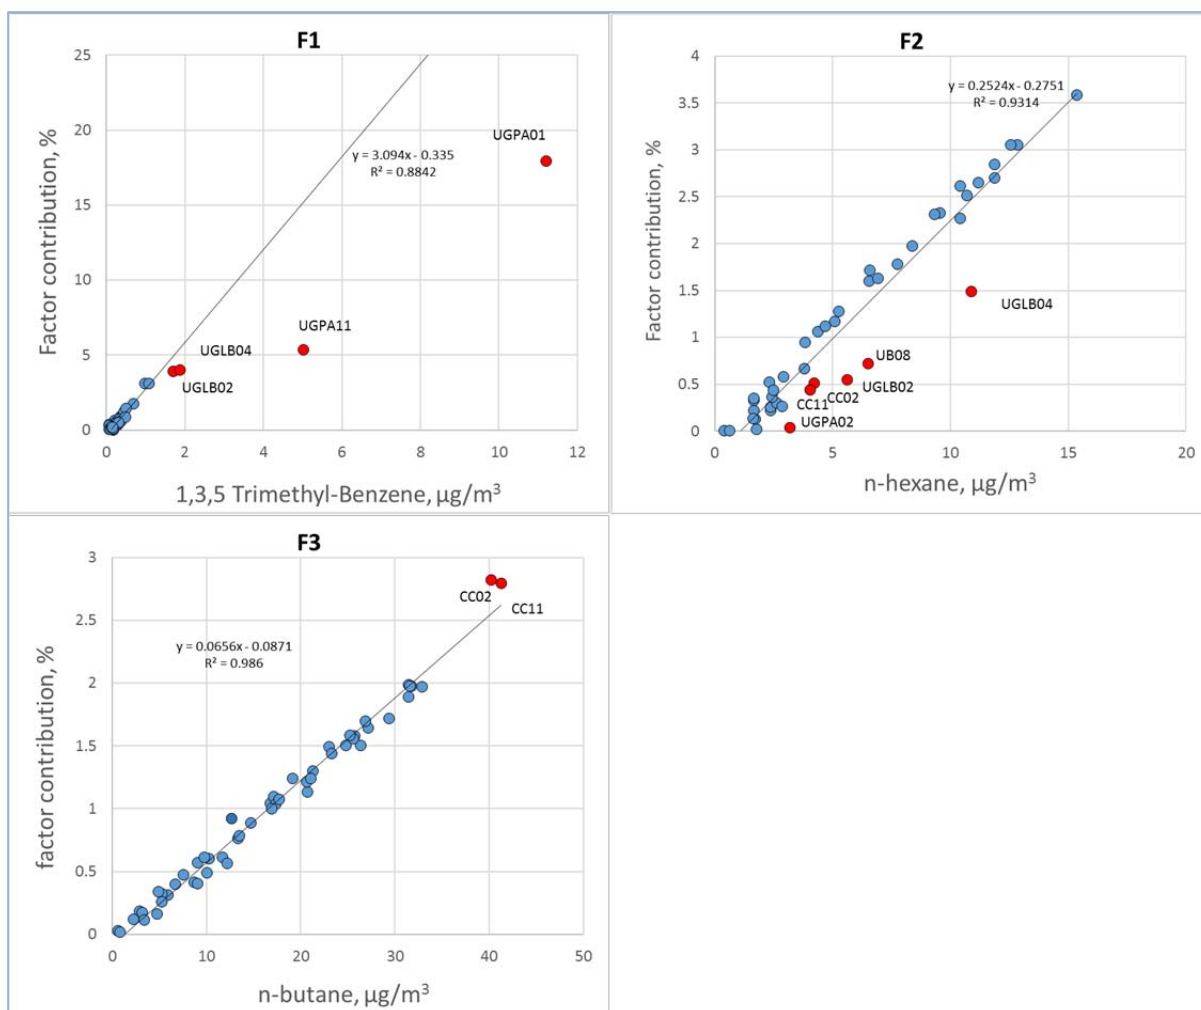 F1
25
20
15
10
5
0
Factor contribution, %
UGPA01
y = 3.094x - 0.335
R² = 0.8842
UGPA11
UGLB04
UGLB02
0 2 4 6 8 10 12
1,3,5 Trimethyl-Benzene, µg/m³
F2
4
3.5
3
2.5
2
1.5
1
0.5
0
Factor contribution, %
y = 0.2524x - 0.2751
R² = 0.9314
UGLB04
UB08
UGLB02
CC02
CC11
UGPA02
0 5 10 15 20
n-hexane, µg/m³
F3
3
2.5
2
1.5
1
0.5
0
factor contribution, %
CC02
CC11
y = 0.0656x - 0.0871
R² = 0.986
0 10 20 30 40 50
n-butane, µg/m³